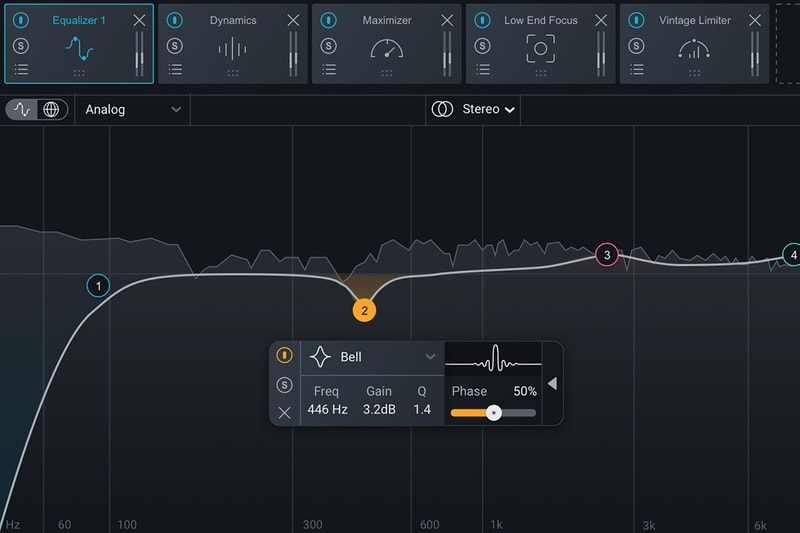 Equalizer 1
Dynamics
Maximizer
Low End Focus
Vintage Limiter
S
S
S
S
S
Analog
Stereo
1
2
3
4
Bell
S
Freq Gain Q
446 Hz 3.2dB 1.4
Phase 50%
Hz 60 100 300 600 1k 3k 6k